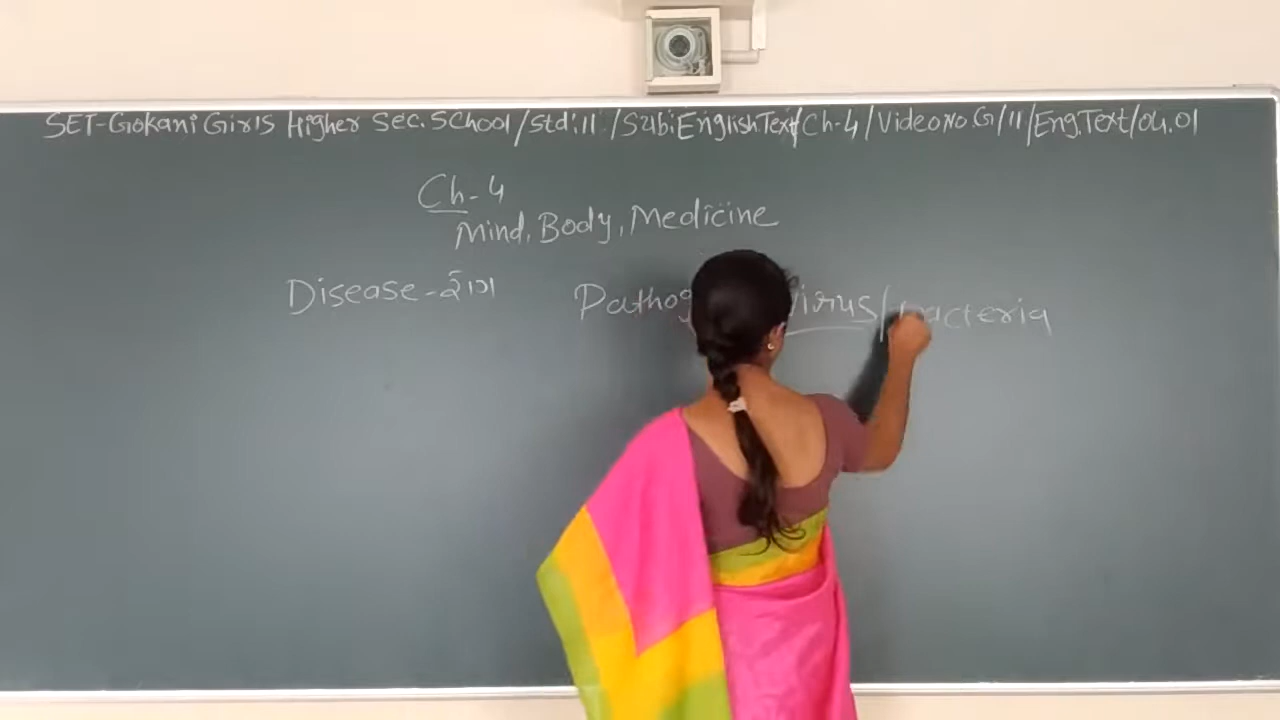 SET-Gokani Girls Higher Sec. School/Std:11/Sub:English Text/Ch-4/Video No.G/11/Eng.Text/04.01
Ch-4
Mind, Body, Medicine
Disease-રોગ Pathog virus/bacteria